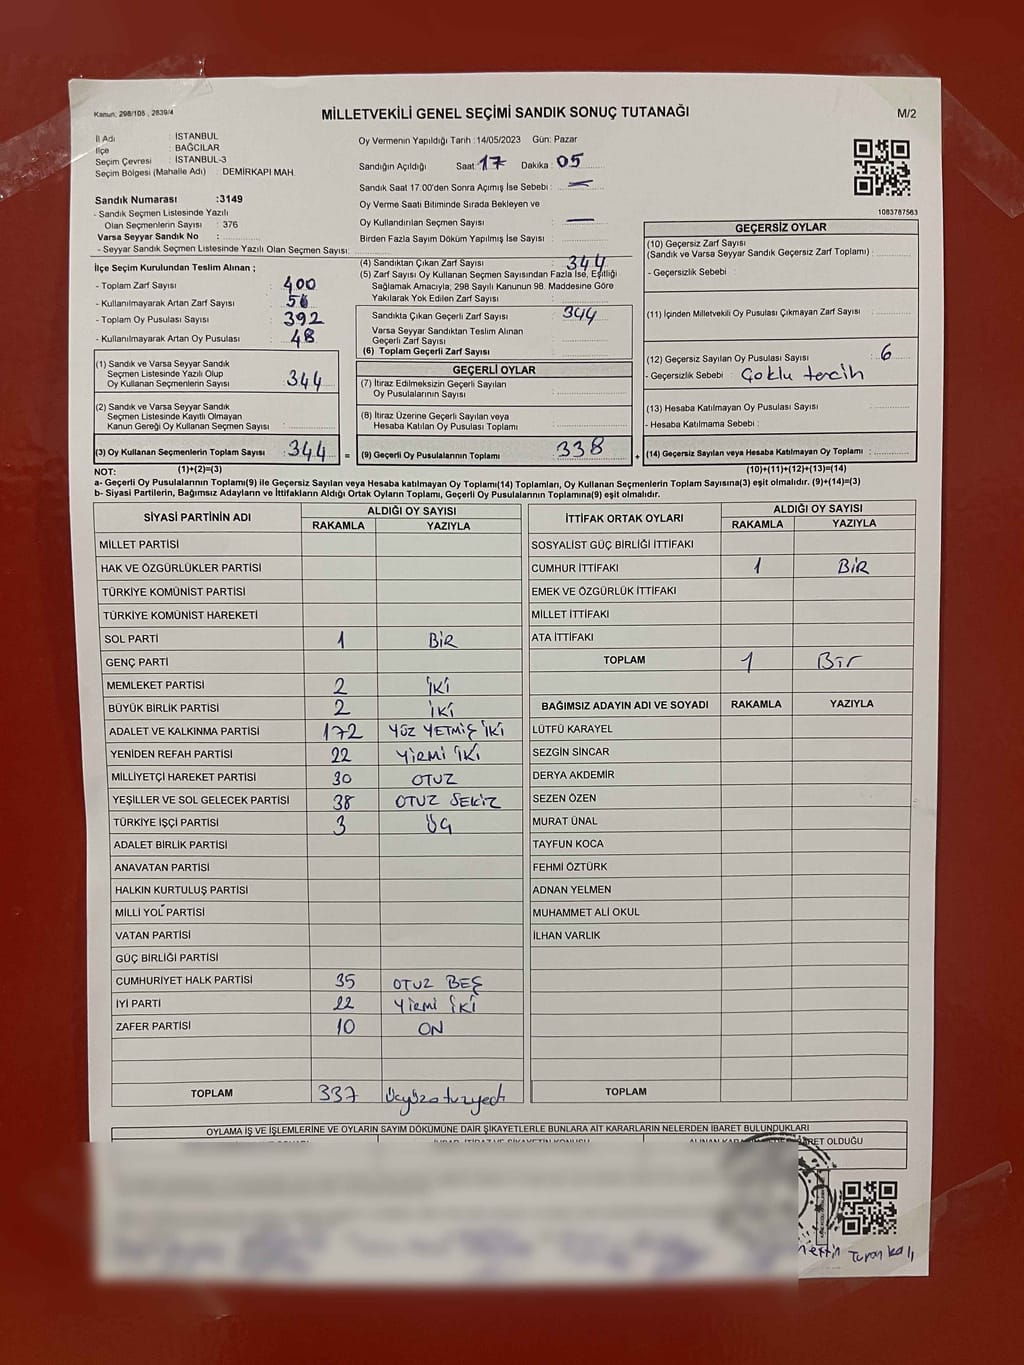 Kanun, 298/105 , 2839/4
MİLLETVEKİLİ GENEL SEÇİMİ SANDIK SONUÇ TUTANAĞI
M/2
İl Adı : İSTANBUL
İlçe : BAĞCILAR
Seçim Çevresi : İSTANBUL-3
Seçim Bölgesi (Mahalle Adı) : DEMİRKAPI MAH.
Sandık Numarası :3149
- Sandık Seçmen Listesinde Yazılı
Olan Seçmenlerin Sayısı : 376
Varsa Seyyar Sandık No :
- Seyyar Sandık Seçmen Listesinde Yazılı Olan Seçmen Sayısı:
İlçe Seçim Kurulundan Teslim Alınan ;
- Toplam Zarf Sayısı : 400
- Kullanılmayarak Artan Zarf Sayısı : 56
- Toplam Oy Pusulası Sayısı : 392
- Kullanılmayarak Artan Oy Pusulası : 48
(1) Sandık ve Varsa Seyyar Sandık
Seçmen Listesinde Yazılı Olup
Oy Kullanan Seçmenlerin Sayısı : 344
(2) Sandık ve Varsa Seyyar Sandık
Seçmen Listesinde Kayıtlı Olmayan
Kanun Gereği Oy Kullanan Seçmen Sayısı :
(3) Oy Kullanan Seçmenlerin Toplam Sayısı : 344 =
Oy Vermenin Yapıldığı Tarih :14/05/2023 Gün: Pazar
Sandığın Açıldığı Saat 17 Dakika 05
Sandık Saat 17:00'den Sonra Açımış İse Sebebi : —
Oy Verme Saati Bitiminde Sırada Bekleyen ve
Oy Kullandırılan Seçmen Sayısı : —
Birden Fazla Sayım Döküm Yapılmış İse Sayısı :
(4) Sandıktan Çıkan Zarf Sayısı : 344
(5) Zarf Sayısı Oy Kullanan Seçmen Sayısından Fazla İse, Eşitliği
Sağlamak Amacıyla; 298 Sayılı Kanunun 98. Maddesine Göre
Yakılarak Yok Edilen Zarf Sayısı :
Sandıkta Çıkan Geçerli Zarf Sayısı : 344
Varsa Seyyar Sandıktan Teslim Alınan
Geçerli Zarf Sayısı :
(6) Toplam Geçerli Zarf Sayısı :
GEÇERLİ OYLAR
(7) İtiraz Edilmeksizin Geçerli Sayılan
Oy Pusulalarının Sayısı :
(8) İtiraz Üzerine Geçerli Sayılan veya
Hesaba Katılan Oy Pusulası Toplamı :
(9) Geçerli Oy Pusulalarının Toplamı : 338 +
1083787563
GEÇERSİZ OYLAR
(10) Geçersiz Zarf Sayısı
(Sandık ve Varsa Seyyar Sandık Geçersiz Zarf Toplamı) :
- Geçersizlik Sebebi :
(11) İçinden Milletvekili Oy Pusulası Çıkmayan Zarf Sayısı :
(12) Geçersiz Sayılan Oy Pusulası Sayısı : 6
- Geçersizlik Sebebi : Çoklu tercih
(13) Hesaba Katılmayan Oy Pusulası Sayısı :
- Hesaba Katılmama Sebebi :
(14) Geçersiz Sayılan veya Hesaba Katılmayan Oy Toplamı :
NOT: (1)+(2)=(3) (10)+(11)+(12)+(13)=(14)
a- Geçerli Oy Pusulalarının Toplamı(9) ile Geçersiz Sayılan veya Hesaba katılmayan Oy Toplamı(14) Toplamları, Oy Kullanan Seçmenlerin Toplam Sayısına(3) eşit olmalıdır. (9)+(14)=(3)
b- Siyasi Partilerin, Bağımsız Adayların ve İttifakların Aldığı Ortak Oyların Toplamı, Geçerli Oy Pusulalarının Toplamına(9) eşit olmalıdır.
SİYASİ PARTİNİN ADI ALDIĞI OY SAYISI
RAKAMLA YAZIYLA
MİLLET PARTİSİ
HAK VE ÖZGÜRLÜKLER PARTİSİ
TÜRKİYE KOMÜNİST PARTİSİ
TÜRKİYE KOMÜNİST HAREKETİ
SOL PARTİ 1 BİR
GENÇ PARTİ
MEMLEKET PARTİSİ 2 İKİ
BÜYÜK BİRLİK PARTİSİ 2 İKİ
ADALET VE KALKINMA PARTİSİ 172 YÜZ YETMİŞ İKİ
YENİDEN REFAH PARTİSİ 22 YİRMİ İKİ
MİLLİYETÇİ HAREKET PARTİSİ 30 OTUZ
YEŞİLLER VE SOL GELECEK PARTİSİ 38 OTUZ SEKİZ
TÜRKİYE İŞÇİ PARTİSİ 3 ÜÇ
ADALET BİRLİK PARTİSİ
ANAVATAN PARTİSİ
HALKIN KURTULUŞ PARTİSİ
MİLLİ YOL PARTİSİ
VATAN PARTİSİ
GÜÇ BİRLİĞİ PARTİSİ
CUMHURİYET HALK PARTİSİ 35 OTUZ BEŞ
İYİ PARTİ 22 YİRMİ İKİ
ZAFER PARTİSİ 10 ON
TOPLAM 337 Üçyüzotuzyedi
İTTİFAK ORTAK OYLARI ALDIĞI OY SAYISI
RAKAMLA YAZIYLA
SOSYALİST GÜÇ BİRLİĞİ İTTİFAKI
CUMHUR İTTİFAKI 1 BİR
EMEK VE ÖZGÜRLÜK İTTİFAKI
MİLLET İTTİFAKI
ATA İTTİFAKI
TOPLAM 1 Bir
BAĞIMSIZ ADAYIN ADI VE SOYADI RAKAMLA YAZIYLA
LÜTFÜ KARAYEL
SEZGİN SİNCAR
DERYA AKDEMİR
SEZEN ÖZEN
MURAT ÜNAL
TAYFUN KOCA
FEHMİ ÖZTÜRK
ADNAN YELMEN
MUHAMMET ALİ OKUL
İLHAN VARLIK
TOPLAM
OYLAMA İŞ VE İŞLEMLERİNE VE OYLARIN SAYIM DÖKÜMÜNE DAİR ŞİKAYETLERLE BUNLARA AİT KARARLARIN NELERDEN İBARET BULUNDUKLARI
OLDUĞU